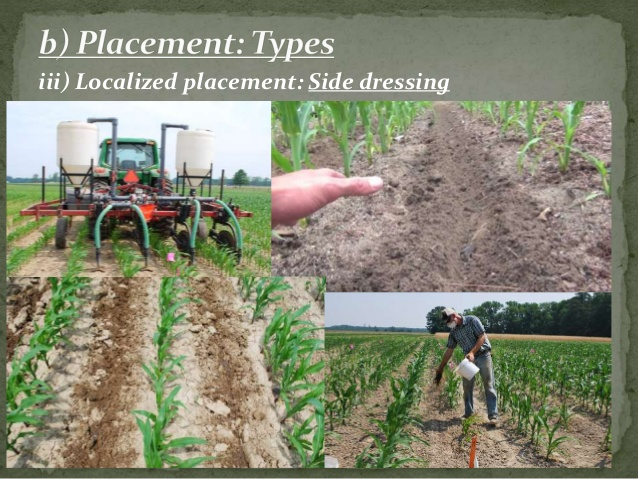 b) Placement: Types
iii) Localized placement: Side dressing